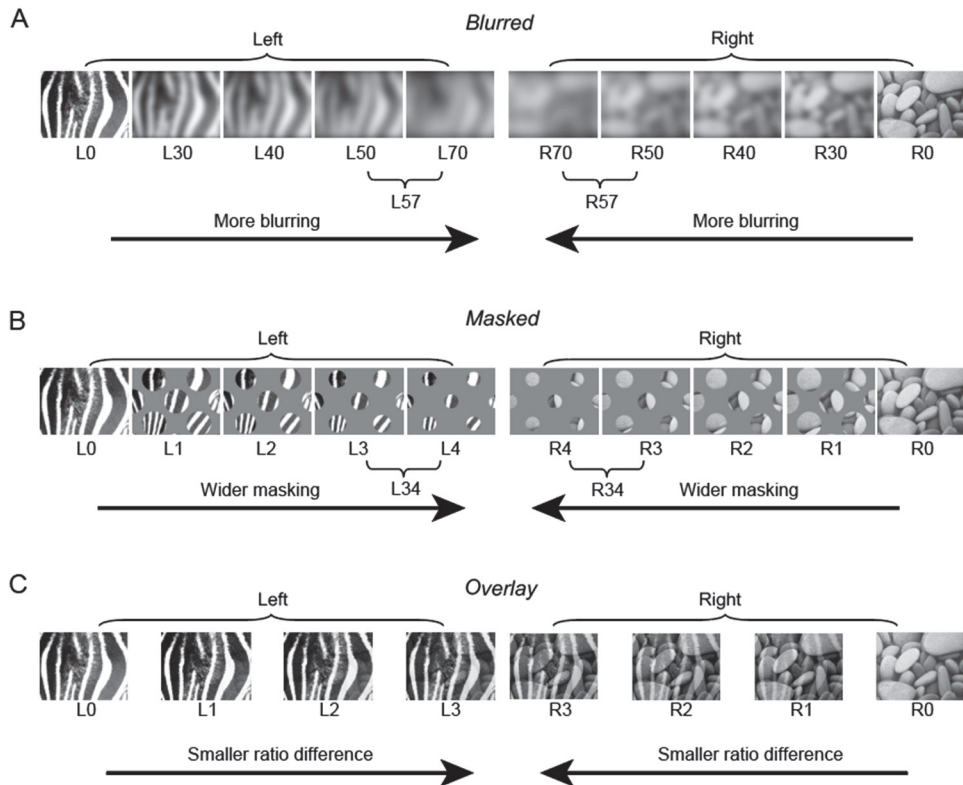 A
Blurred
Left Right
L0 L30 L40 L50 L70 R70 R50 R40 R30 R0
L57 R57
More blurring More blurring
B
Masked
Left Right
L0 L1 L2 L3 L4 R4 R3 R2 R1 R0
L34 R34
Wider masking Wider masking
C
Overlay
Left Right
L0 L1 L2 L3 R3 R2 R1 R0
Smaller ratio difference Smaller ratio difference